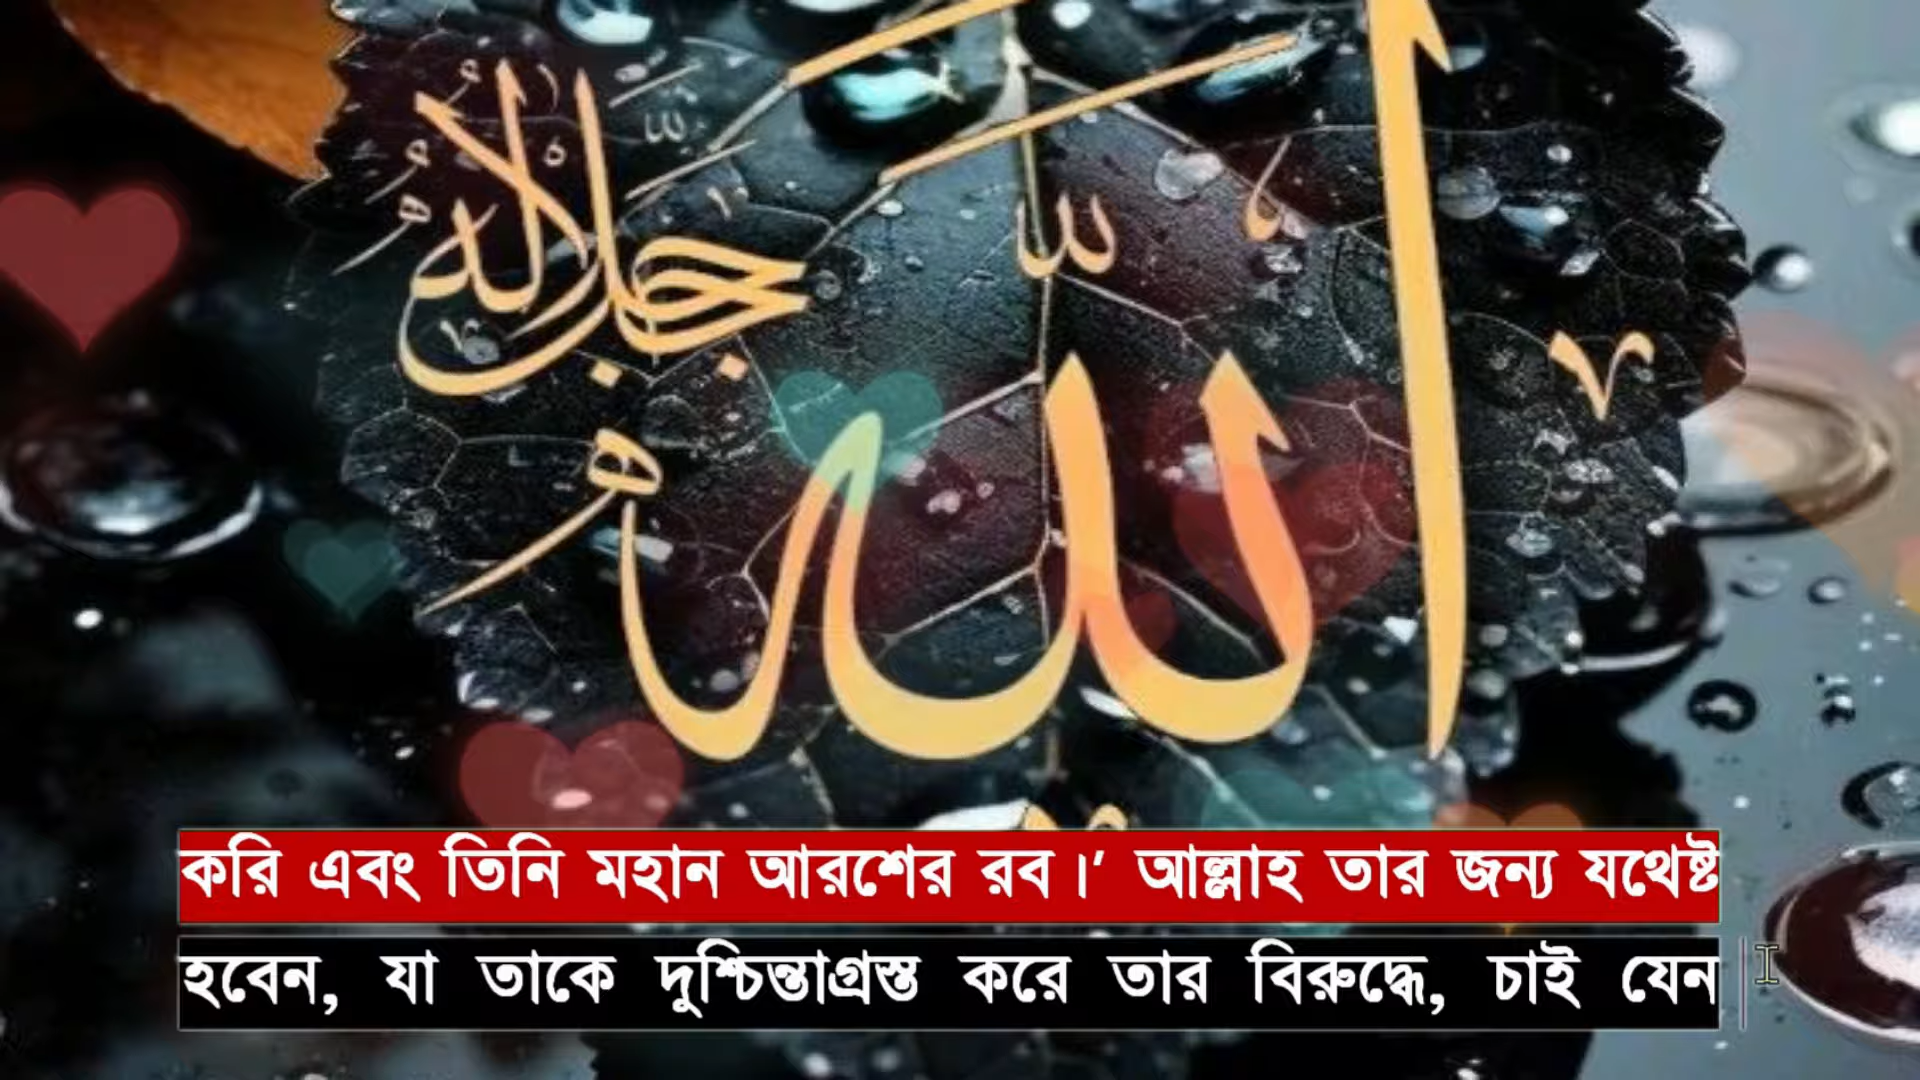 الله
جل جلاله
করি এবং তিনি মহান আরশের রব।’ আল্লাহ তার জন্য যথেষ্ট
হবেন, যা তাকে দুশ্চিন্তাগ্রস্ত করে তার বিরুদ্ধে, চাই যেন